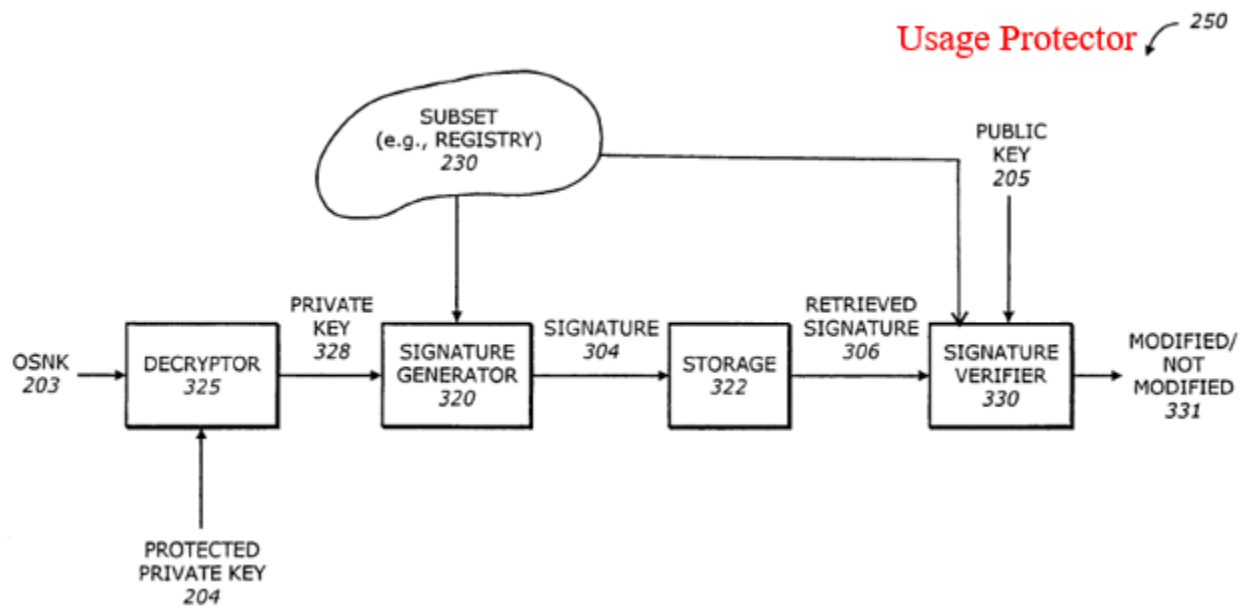 Usage Protector
250
SUBSET
(e.g., REGISTRY)
230
PUBLIC
KEY
205
OSNK
203
DECRYPTOR
325
PRIVATE
KEY
328
SIGNATURE
GENERATOR
320
SIGNATURE
304
STORAGE
322
RETRIEVED
SIGNATURE
306
SIGNATURE
VERIFIER
330
MODIFIED/
NOT
MODIFIED
331
PROTECTED
PRIVATE KEY
204